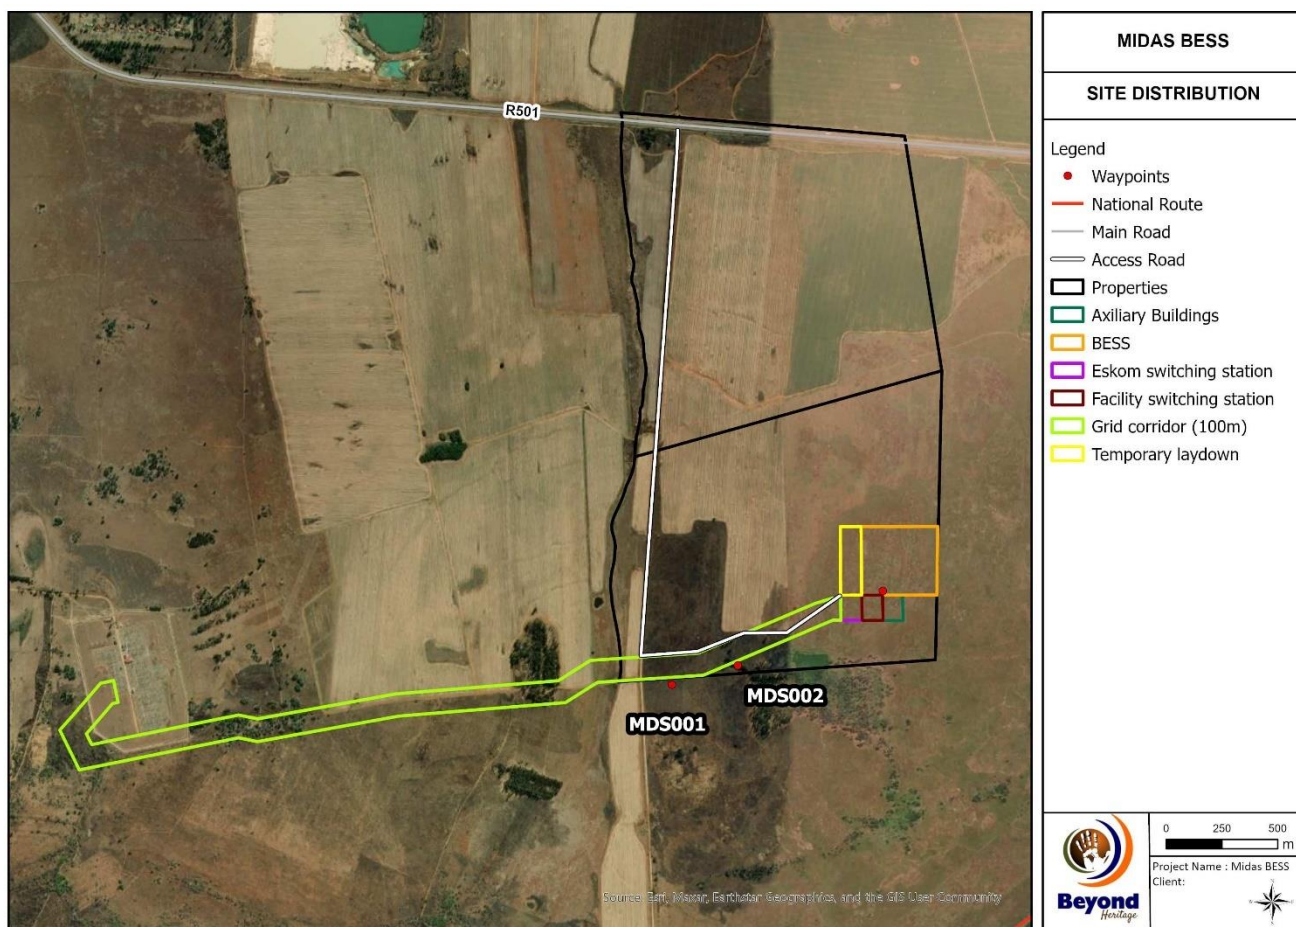 MIDAS BESS
SITE DISTRIBUTION
R501
MDS001
MDS002
Source: Esri, Maxar, Earthstar Geographics, and the GIS User Community
Legend
Waypoints
National Route
Main Road
Access Road
Properties
Axiliary Buildings
BESS
Eskom switching station
Facility switching station
Grid corridor (100m)
Temporary laydown
Beyond
Heritage
0 250 500
m
Project Name : Midas BESS
Client: